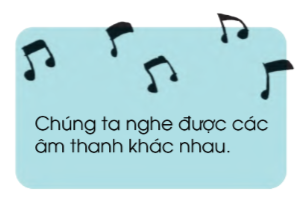 Chúng ta nghe được các
âm thanh khác nhau.